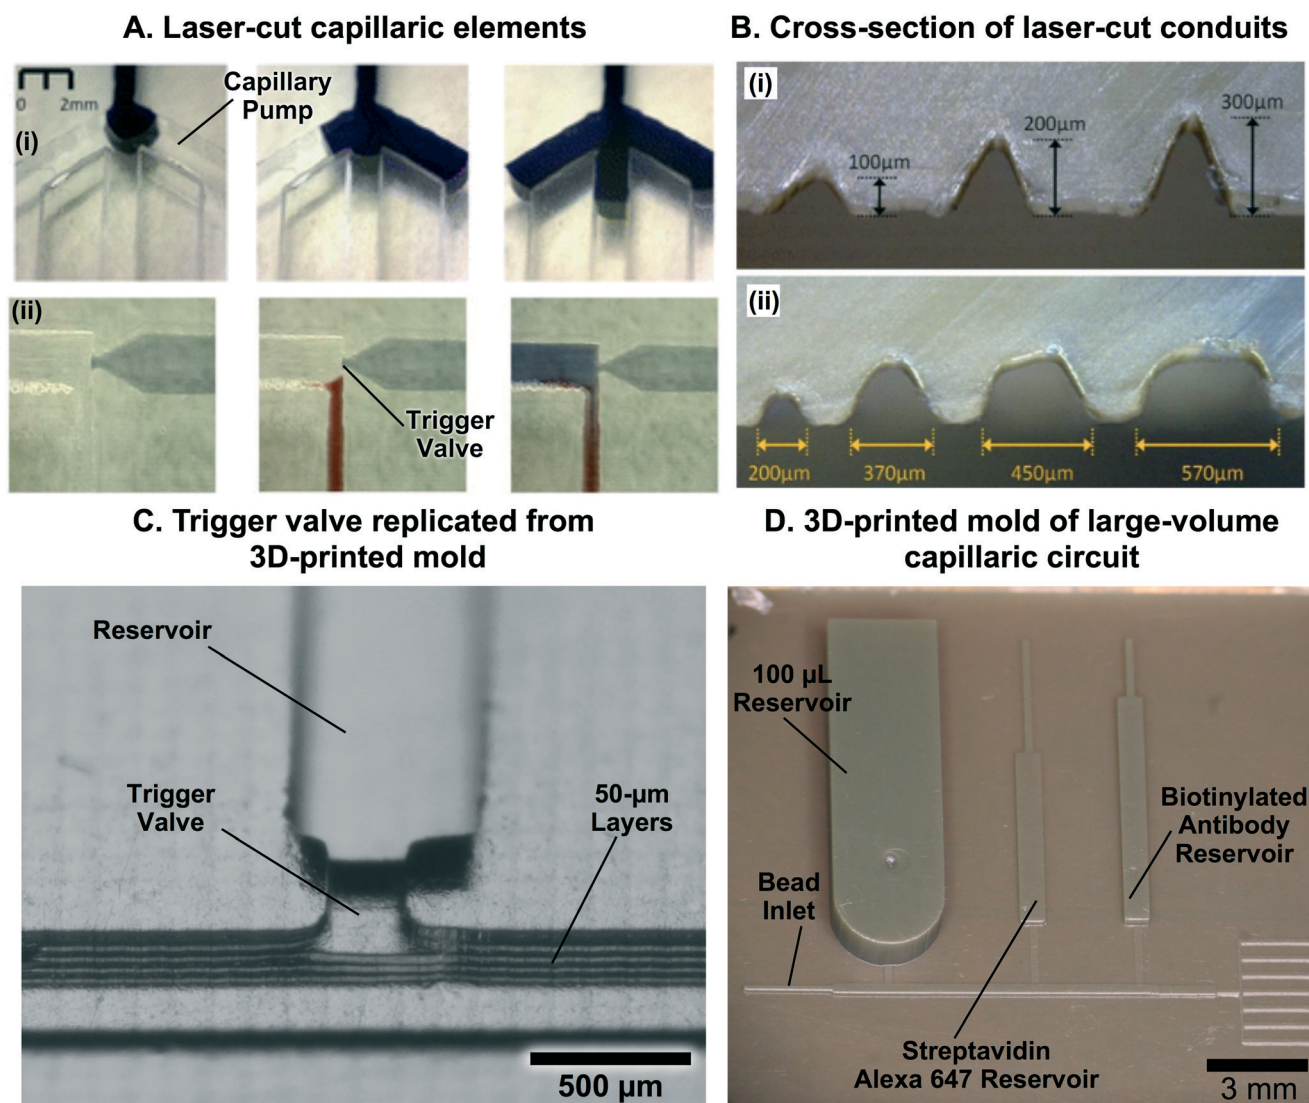 A. Laser-cut capillaric elements
0 2mm
Capillary
Pump
(i)
(ii)
Trigger
Valve
B. Cross-section of laser-cut conduits
(i)
100µm
200µm
300µm
(ii)
200µm
370µm
450µm
570µm
C. Trigger valve replicated from
3D-printed mold
Reservoir
Trigger
Valve
50-µm
Layers
500 µm
D. 3D-printed mold of large-volume
capillaric circuit
100 µL
Reservoir
Biotinylated
Antibody
Reservoir
Bead
Inlet
Streptavidin
Alexa 647 Reservoir
3 mm